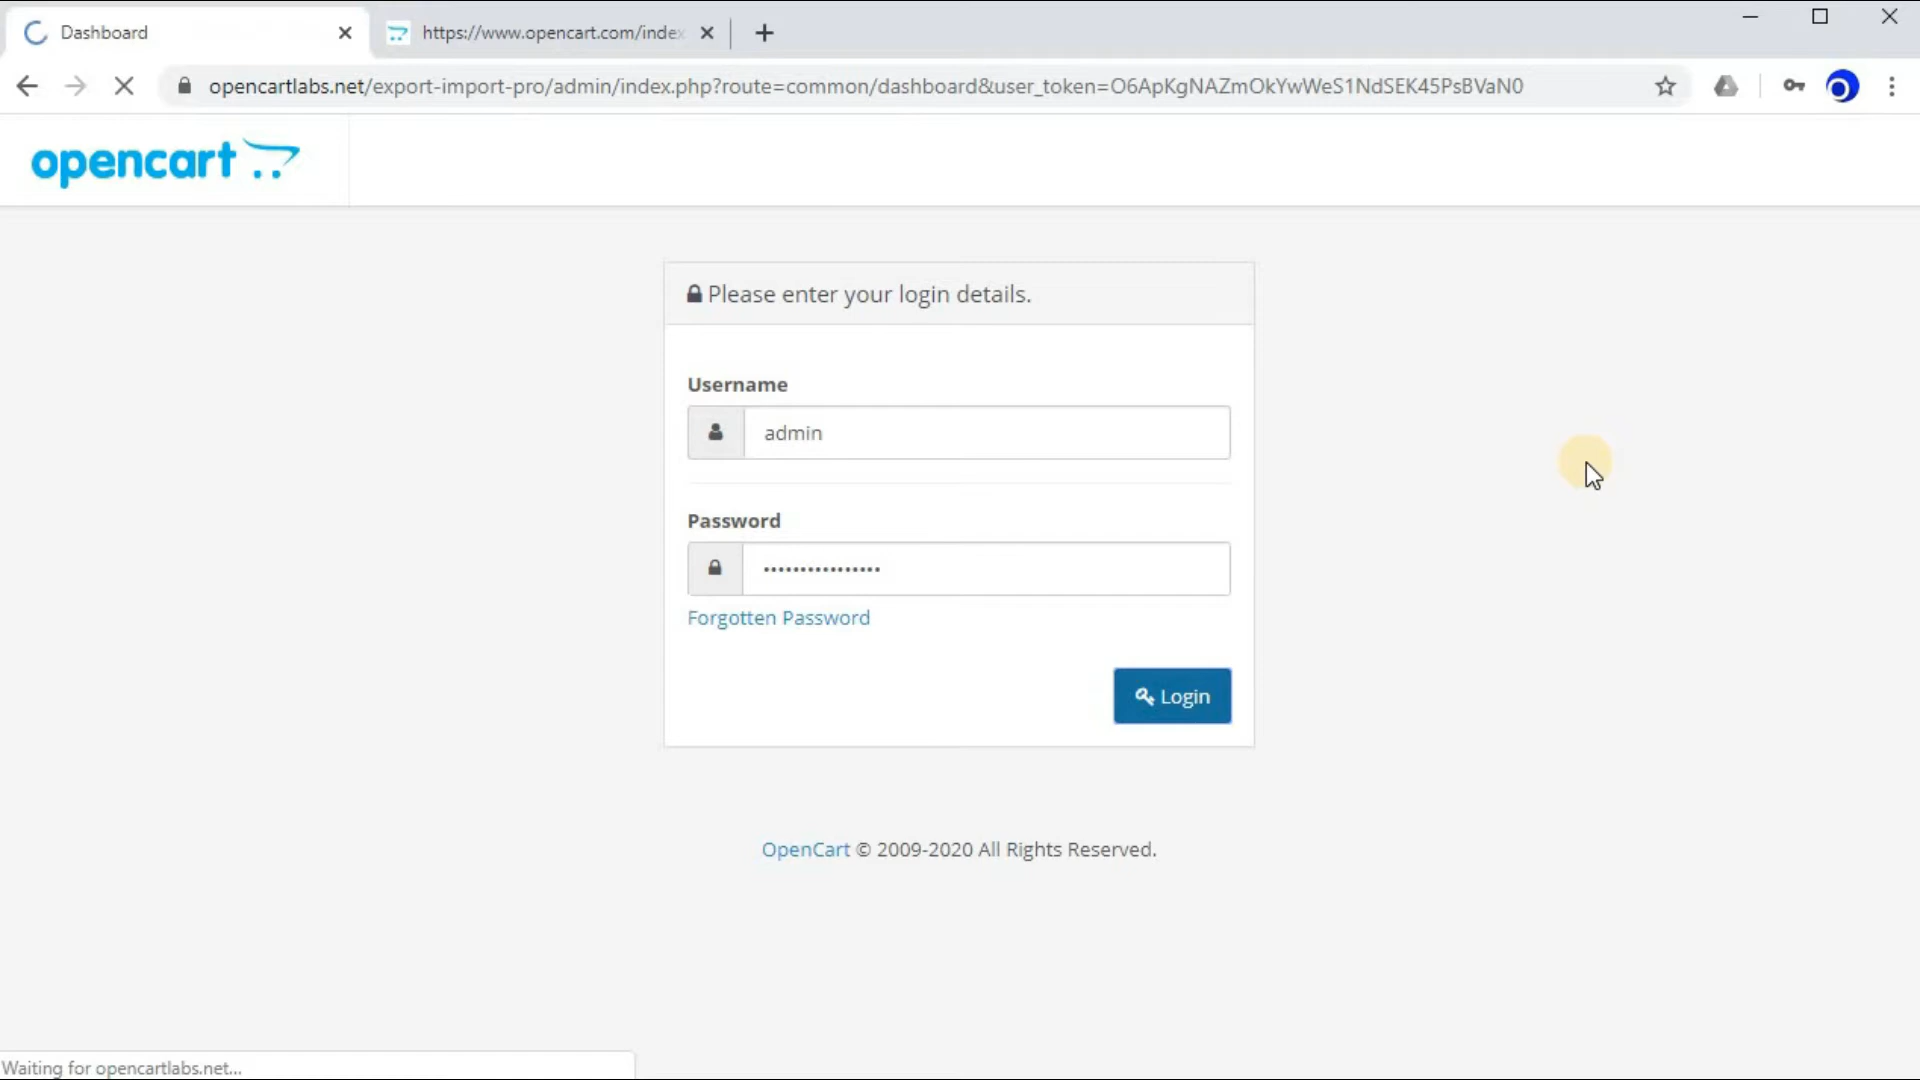 Dashboard
https://www.opencart.com/index
opencartlabs.net/export-import-pro/admin/index.php?route=common/dashboard&user_token=O6ApKgNAZmOkYwWeS1NdSEK45PsBVaN0
opencart
Please enter your login details.
Username
admin
Password
••••••••••••••••
Forgotten Password
Login
OpenCart © 2009-2020 All Rights Reserved.
Waiting for opencartlabs.net...